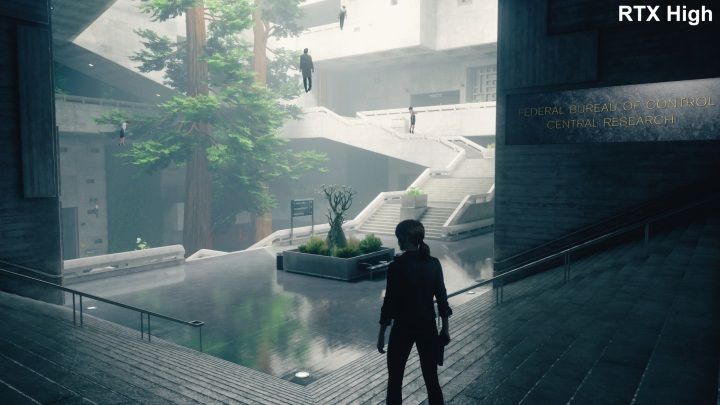 RTX High
FEDERAL BUREAU OF CONTROL
CENTRAL RESEARCH